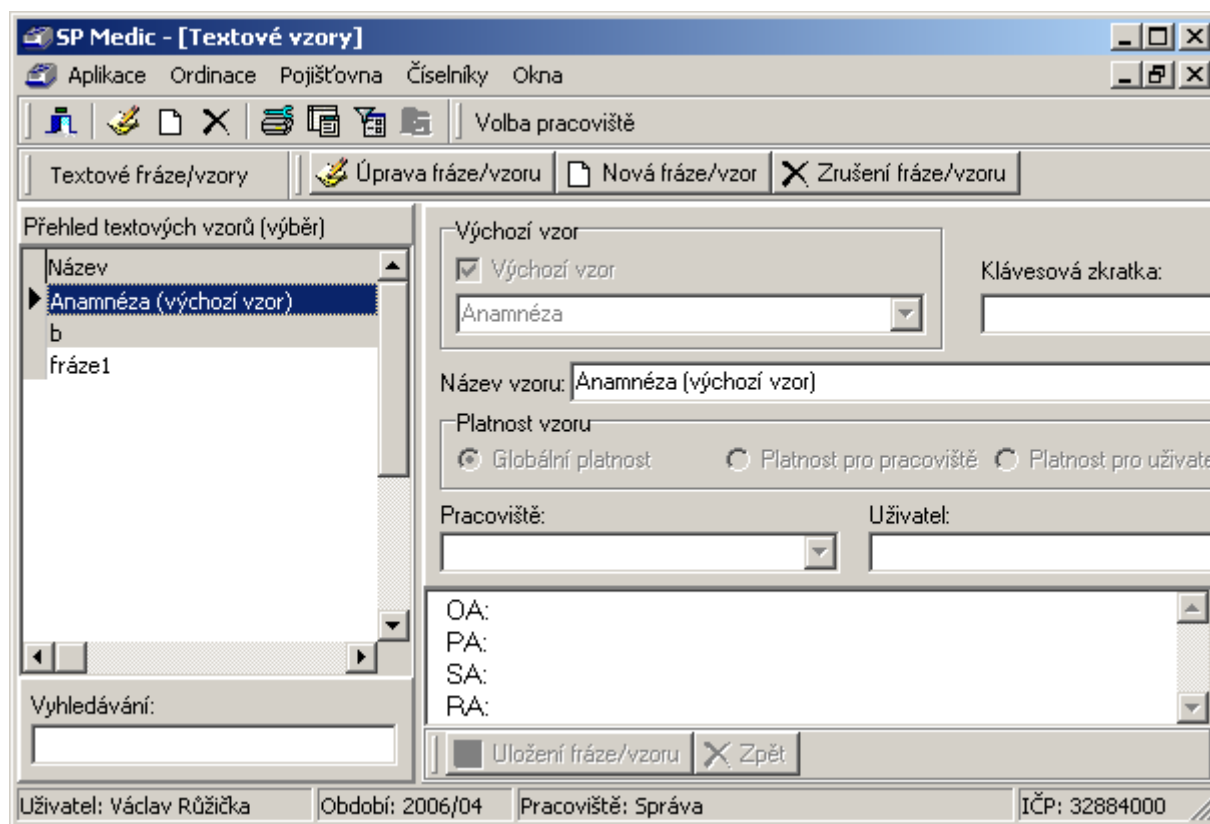 SP Medic - [Textové vzory]
Aplikace Ordinace Pojišťovna Číselníky Okna
Volba pracoviště
Textové fráze/vzory Úprava fráze/vzoru Nová fráze/vzor Zrušení fráze/vzoru
Přehled textových vzorů (výběr)
Název
Anamnéza (výchozí vzor)
b
fráze1
Vyhledávání:
Výchozí vzor
Výchozí vzor
Anamnéza
Klávesová zkratka:
Název vzoru: Anamnéza (výchozí vzor)
Platnost vzoru
Globální platnost Platnost pro pracoviště Platnost pro uživate
Pracoviště: Uživatel:
OA:
PA:
SA:
RA:
Uložení fráze/vzoru Zpět
Uživatel: Václav Růžička Období: 2006/04 Pracoviště: Správa IČP: 32884000